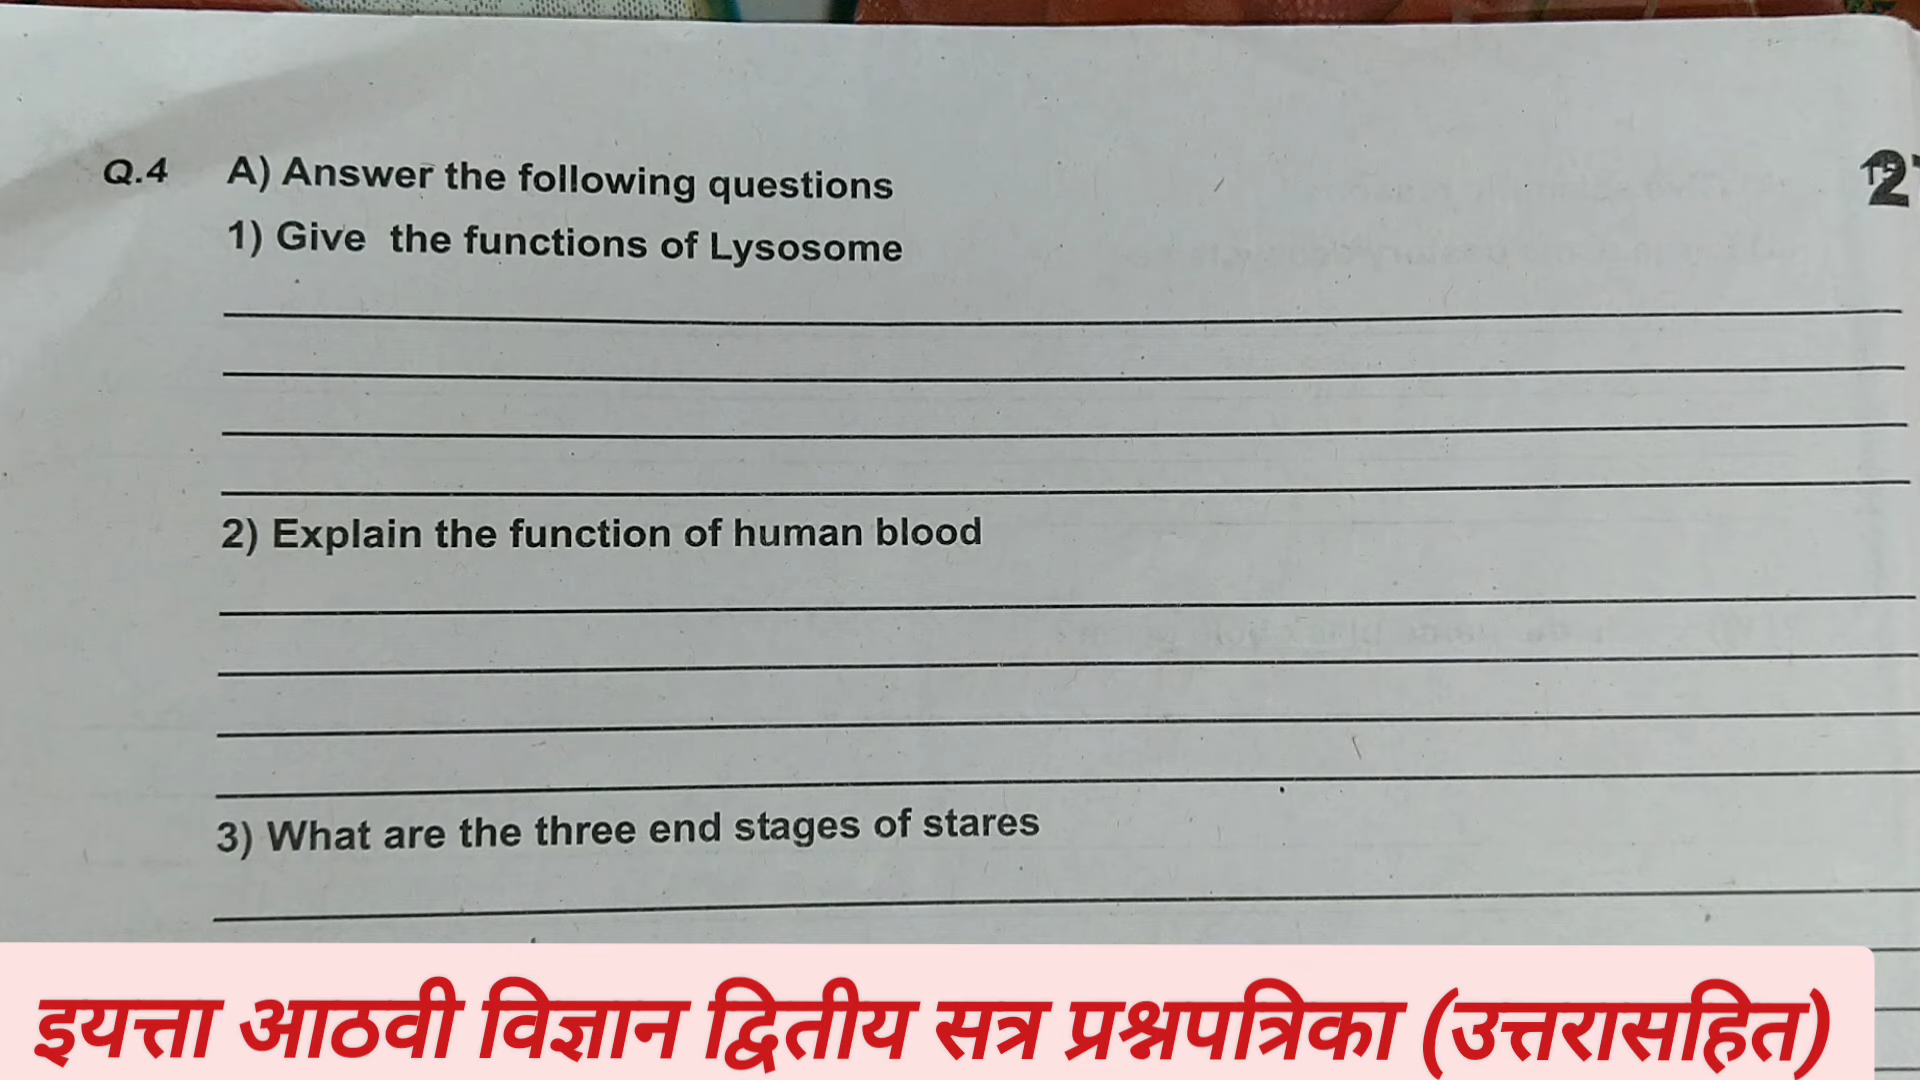 Q.4 A) Answer the following questions
1) Give the functions of Lysosome
2) Explain the function of human blood
3) What are the three end stages of stares
इयत्ता आठवी विज्ञान द्वितीय सत्र प्रश्नपत्रिका (उत्तरासहित)